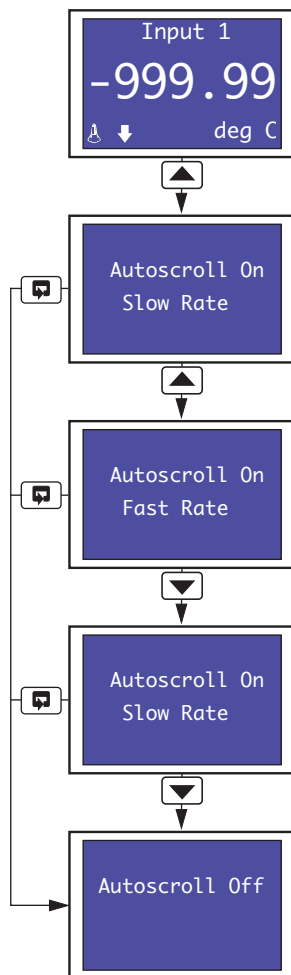 Input 1
-999.99
deg C
Autoscroll On
Slow Rate
Autoscroll On
Fast Rate
Autoscroll On
Slow Rate
Autoscroll Off